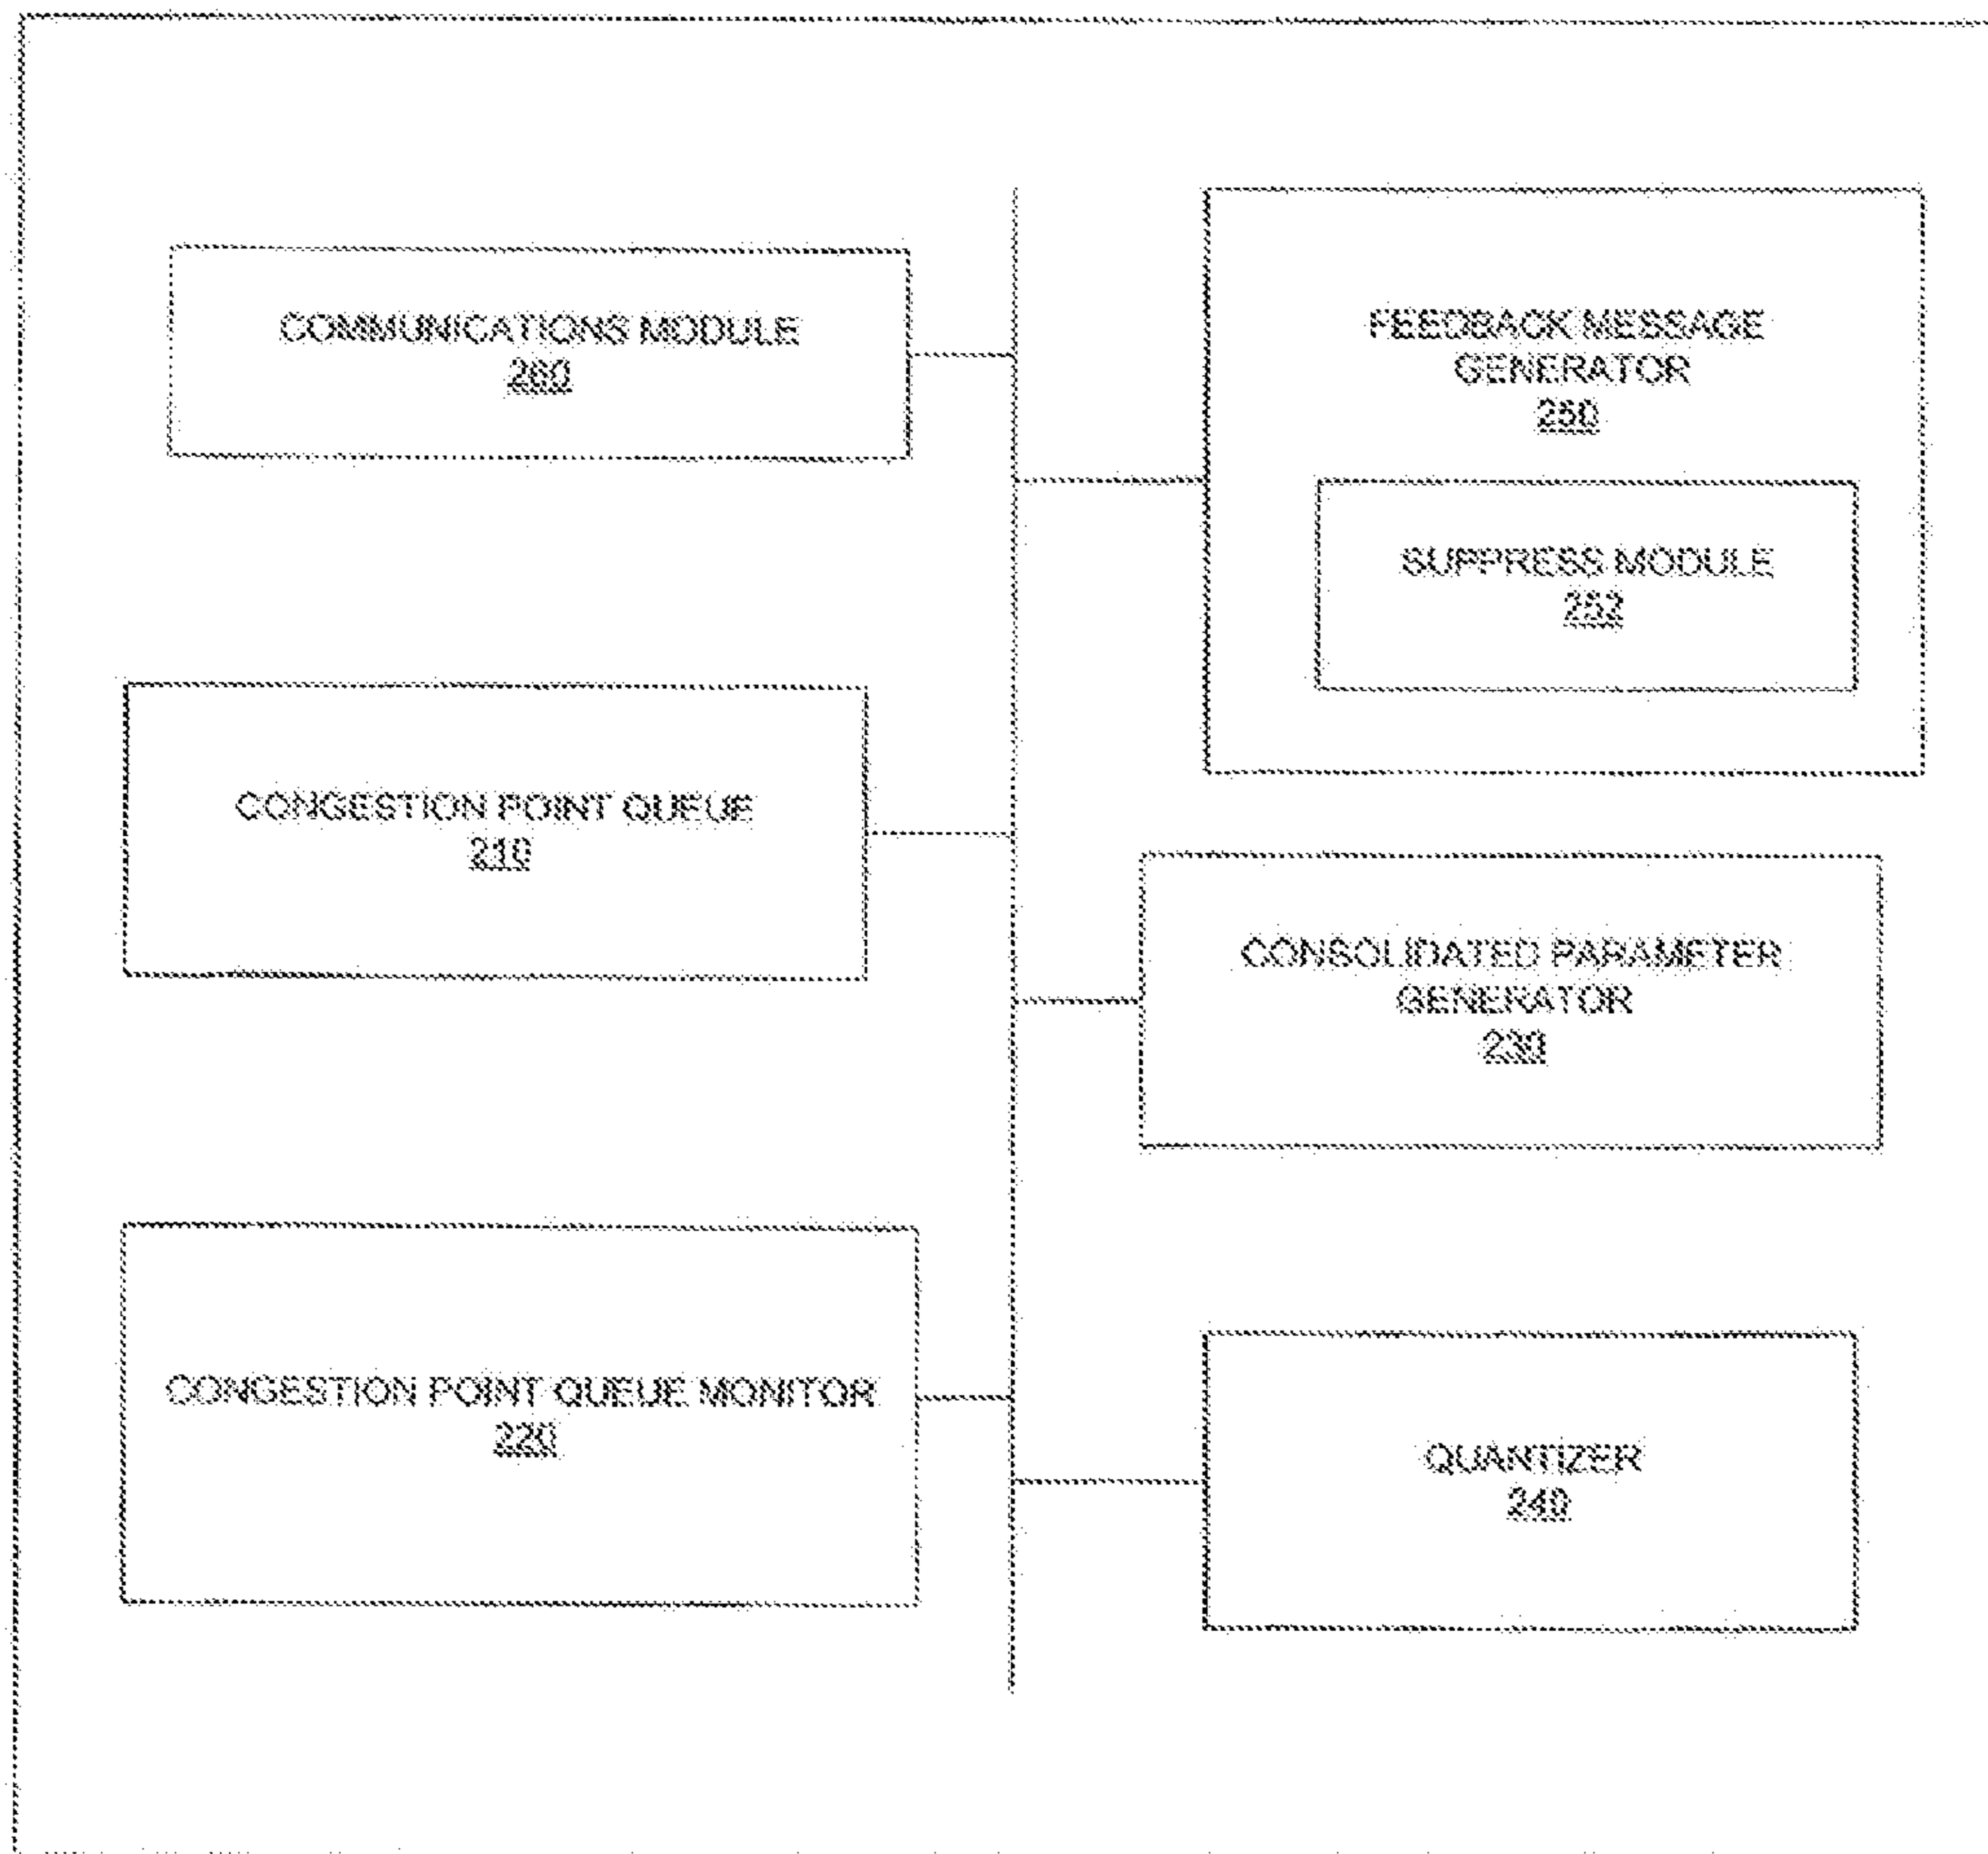 COMMUNICATIONS MODULE
260
FEEDBACK MESSAGE
GENERATOR
250
SUPPRESS MODULE
252
CONGESTION POINT QUEUE
210
CONSOLIDATED PARAMETER
GENERATOR
230
CONGESTION POINT QUEUE MONITOR
220
QUANTIZER
240